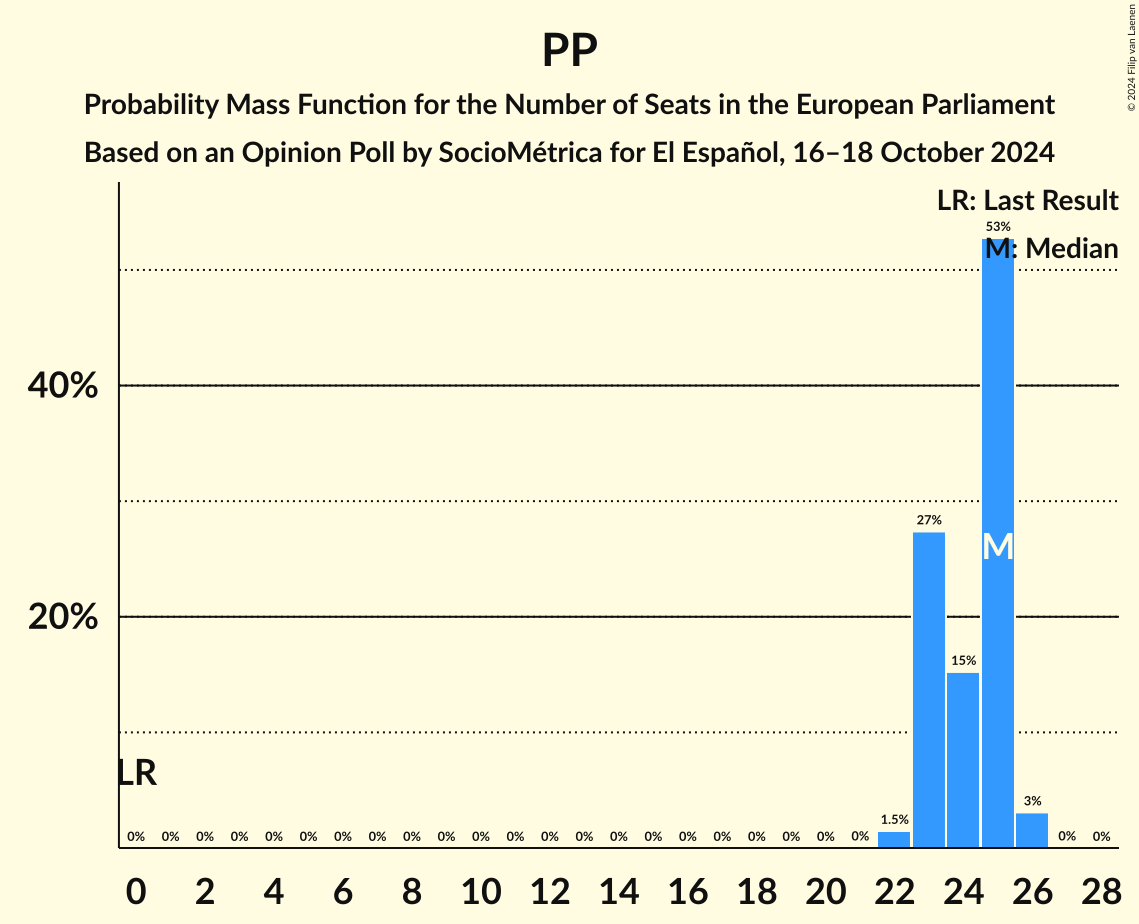 PP
Probability Mass Function for the Number of Seats in the European Parliament
Based on an Opinion Poll by SocioMétrica for El Español, 16–18 October 2024
© 2024 Filip van Laenen
LR: Last Result
M: Median
53%
40%
27%
M
20%
15%
LR
3%
1.5%
0% 0% 0% 0% 0% 0% 0% 0% 0% 0% 0% 0% 0% 0% 0% 0% 0% 0% 0% 0% 0% 0% 0% 0%
0 2 4 6 8 10 12 14 16 18 20 22 24 26 28